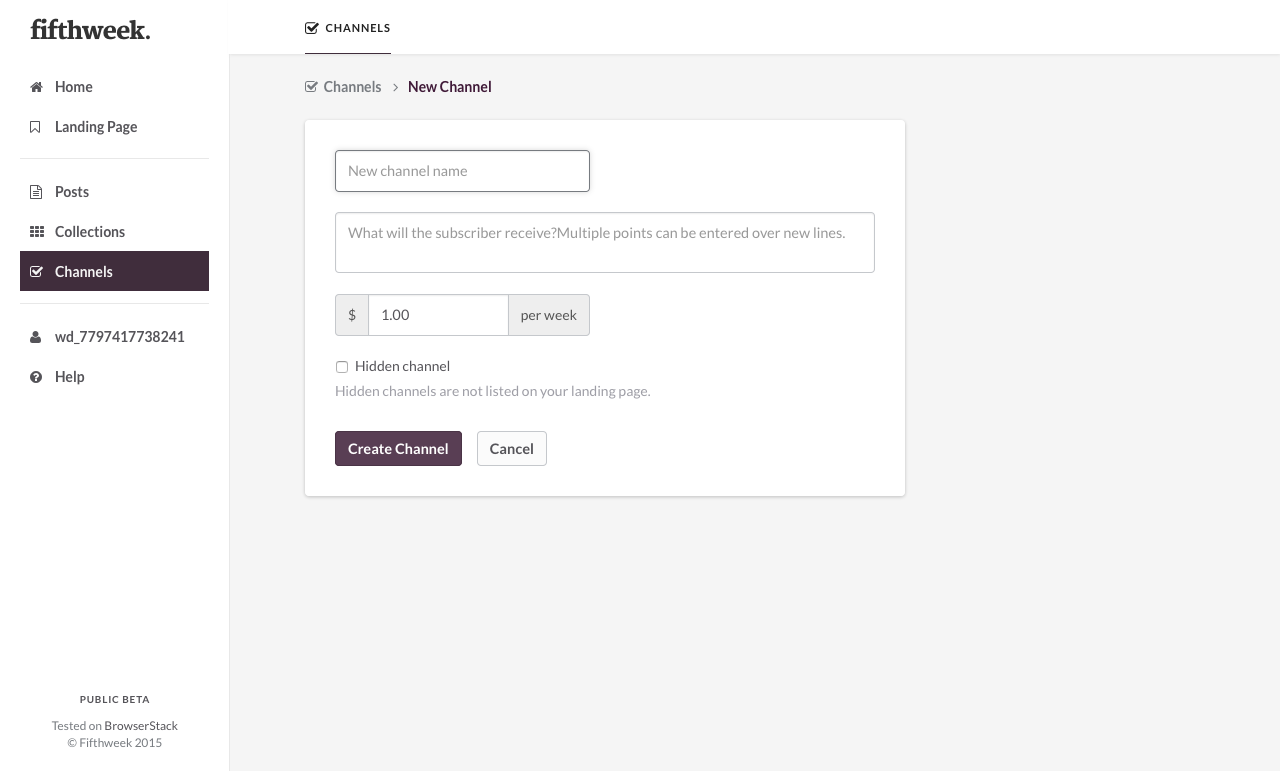 fifthweek.
Home
Landing Page
Posts
Collections
Channels
wd_7797417738241
Help
PUBLIC BETA
Tested on BrowserStack
© Fifthweek 2015
CHANNELS
Channels > New Channel
New channel name
What will the subscriber receive?Multiple points can be entered over new lines.
$ 1.00 per week
Hidden channel
Hidden channels are not listed on your landing page.
Create Channel Cancel